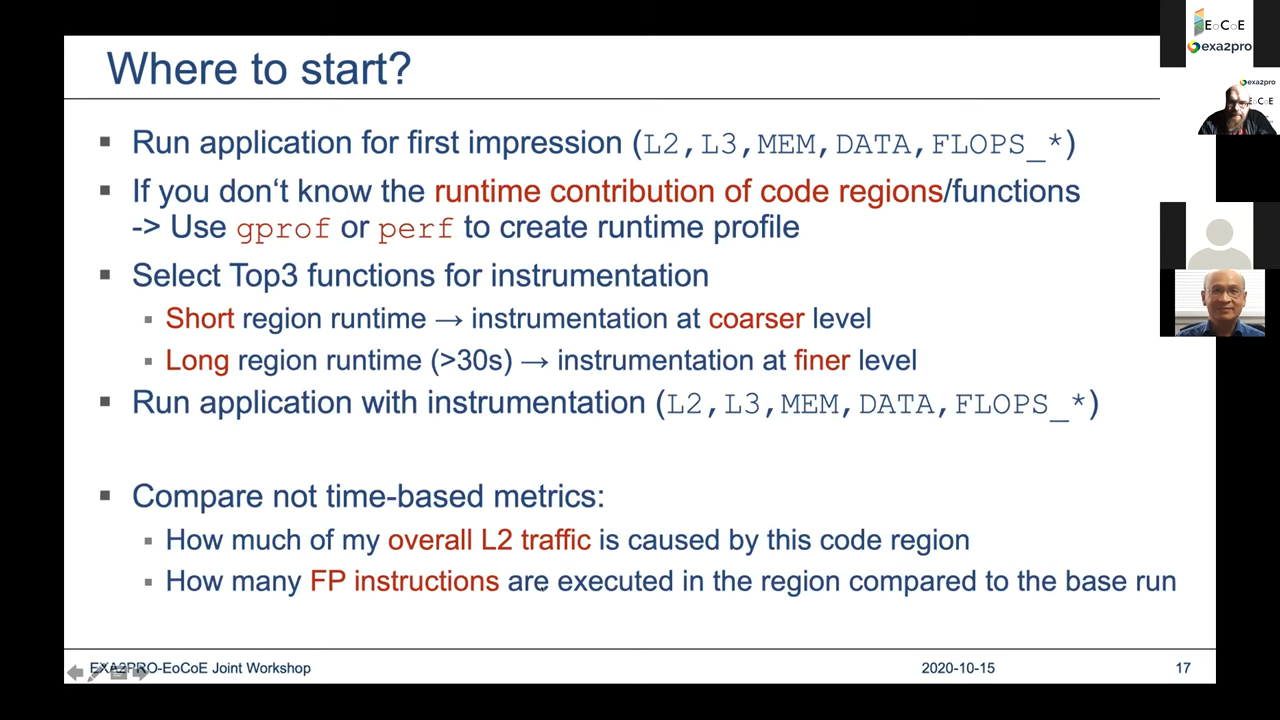 Where to start?
Run application for first impression (L2,L3,MEM,DATA,FLOPS_*)
If you don‘t know the runtime contribution of code regions/functions
-> Use gprof or perf to create runtime profile
Select Top3 functions for instrumentation
Short region runtime → instrumentation at coarser level
Long region runtime (>30s) → instrumentation at finer level
Run application with instrumentation (L2,L3,MEM,DATA,FLOPS_*)
Compare not time-based metrics:
How much of my overall L2 traffic is caused by this code region
How many FP instructions are executed in the region compared to the base run
EXA2PRO-EoCoE Joint Workshop
2020-10-15
17
EoCoE
exa2pro
exa2pro
EoCoE